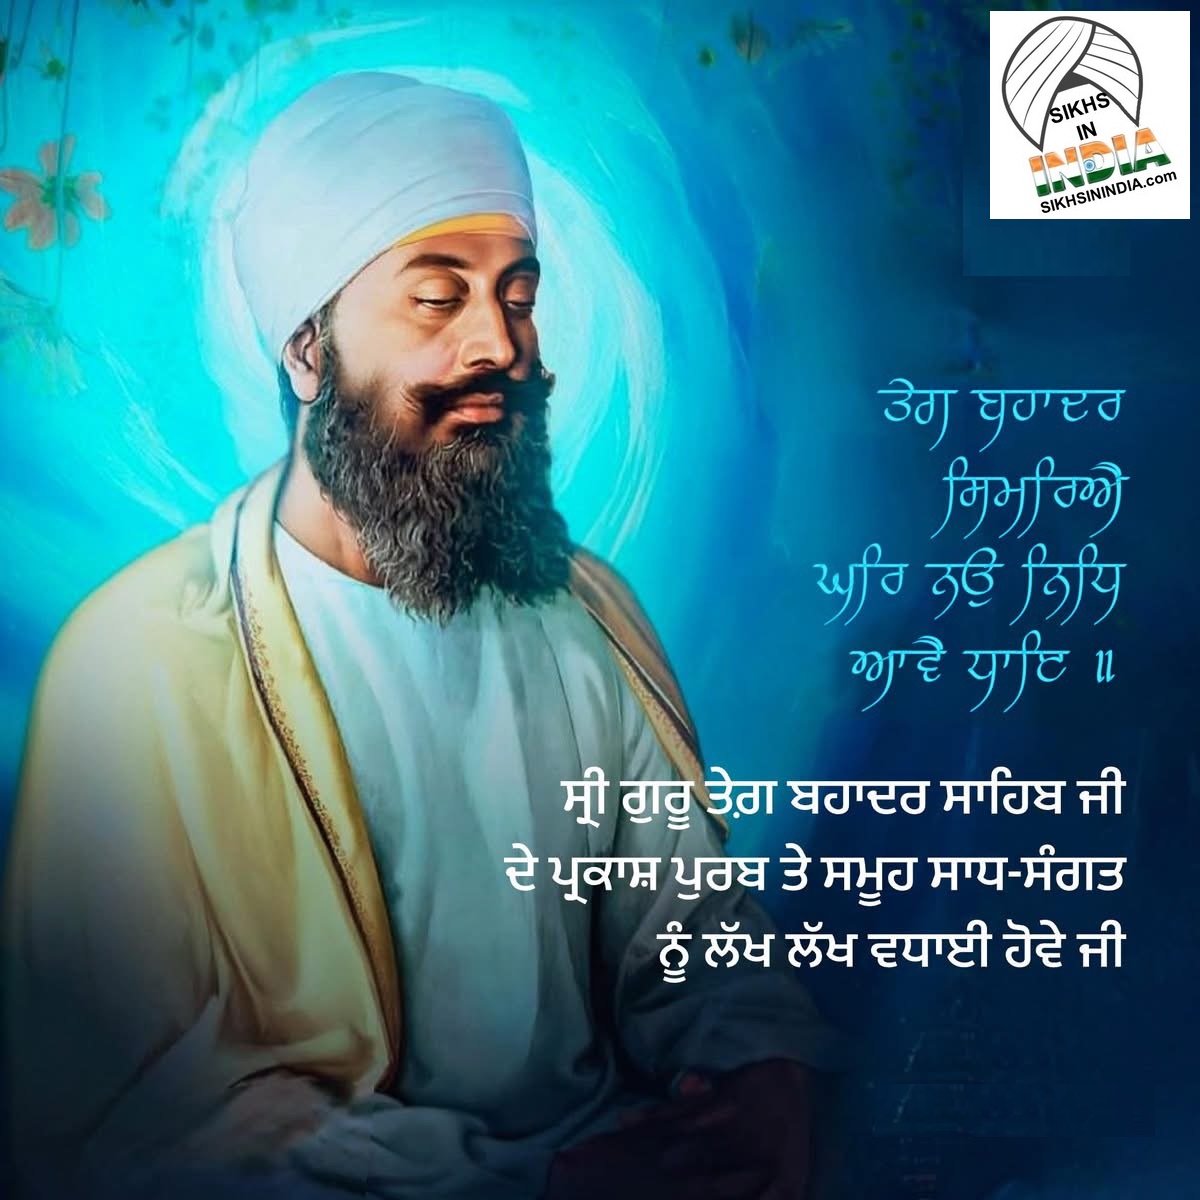 SIKHS
IN
INDIA
SIKHSININDIA.com
ਤੇਗ ਬਹਾਦਰ
ਸਿਮਰਿਐ
ਘਰਿ ਨਉ ਨਿਧਿ
ਆਵੈ ਧਾਇ ॥
ਸ੍ਰੀ ਗੁਰੂ ਤੇਗ਼ ਬਹਾਦਰ ਸਾਹਿਬ ਜੀ
ਦੇ ਪ੍ਰਕਾਸ਼ ਪੁਰਬ ਤੇ ਸਮੂਹ ਸਾਧ-ਸੰਗਤ
ਨੂੰ ਲੱਖ ਲੱਖ ਵਧਾਈ ਹੋਵੇ ਜੀ